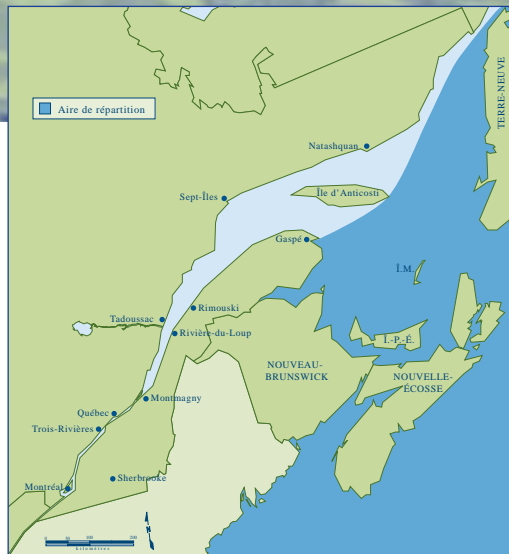 Aire de répartition
TERRE-NEUVE
Natashquan
Sept-Îles
Île d'Anticosti
Gaspé
Î.M.
Rimouski
Tadoussac
Rivière-du-Loup
Î.-P.-É.
NOUVEAU-
BRUNSWICK
NOUVELLE-
ÉCOSSE
Montmagny
Québec
Trois-Rivières
Sherbrooke
Montréal
kilomètres